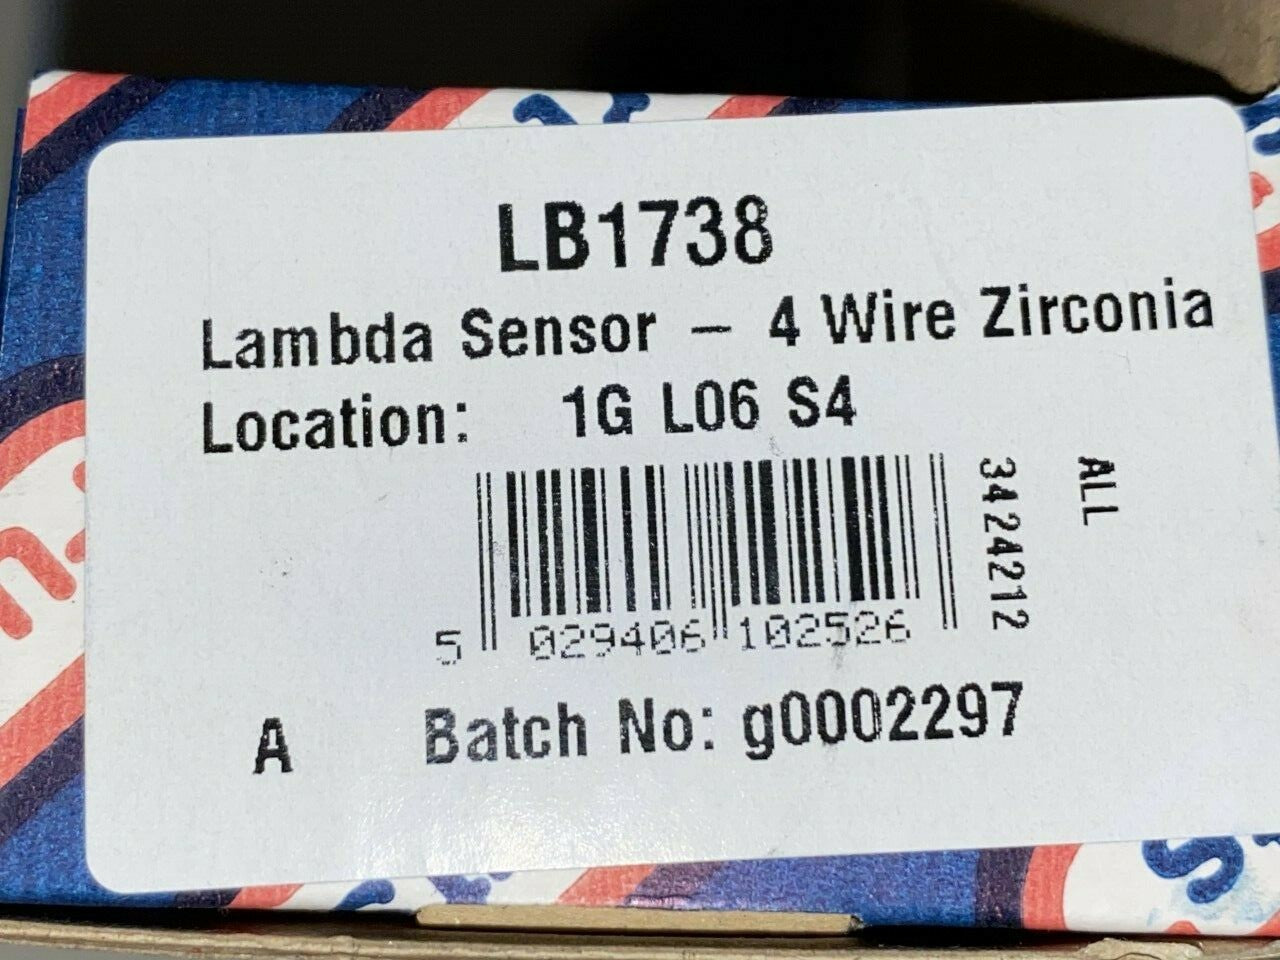 LB1738
Lambda Sensor – 4 Wire Zirconia
Location: 1G L06 S4
5 029406 102526
3424212
ALL
A
Batch No: g0002297